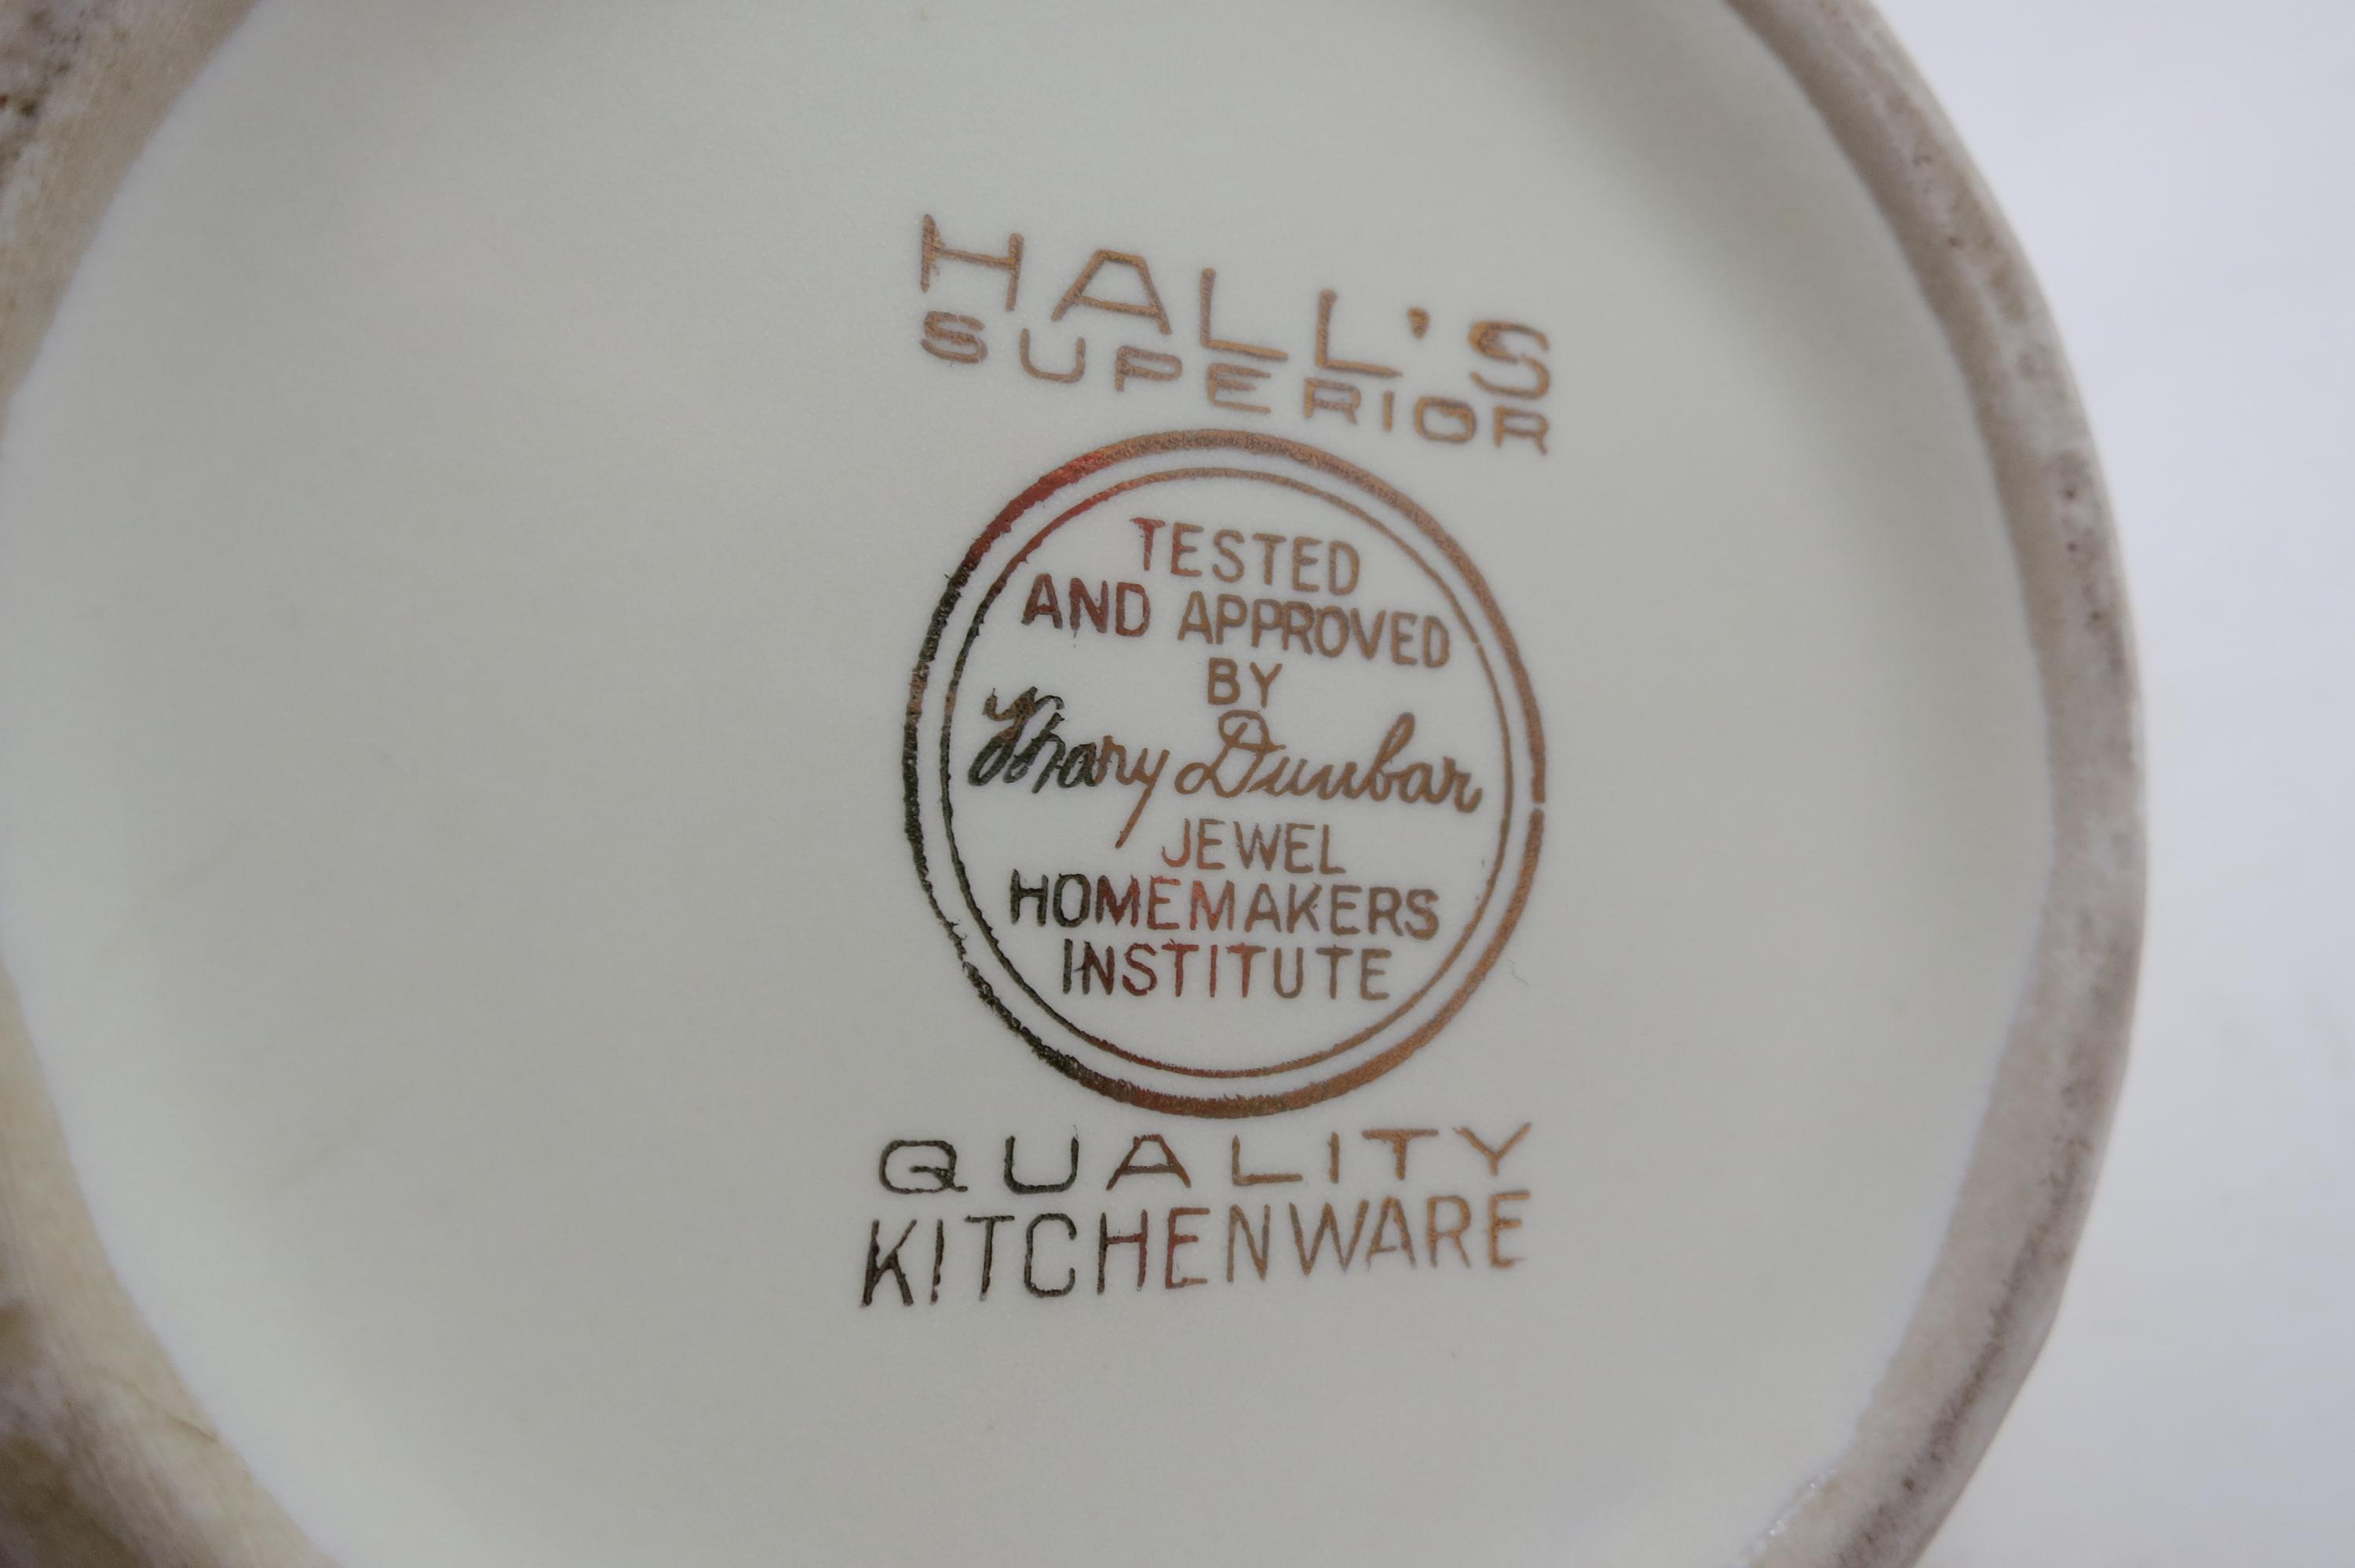 HALL'S
SUPERIOR
TESTED
AND APPROVED
BY
Mary Dunbar
JEWEL
HOMEMAKERS
INSTITUTE
QUALITY
KITCHENWARE